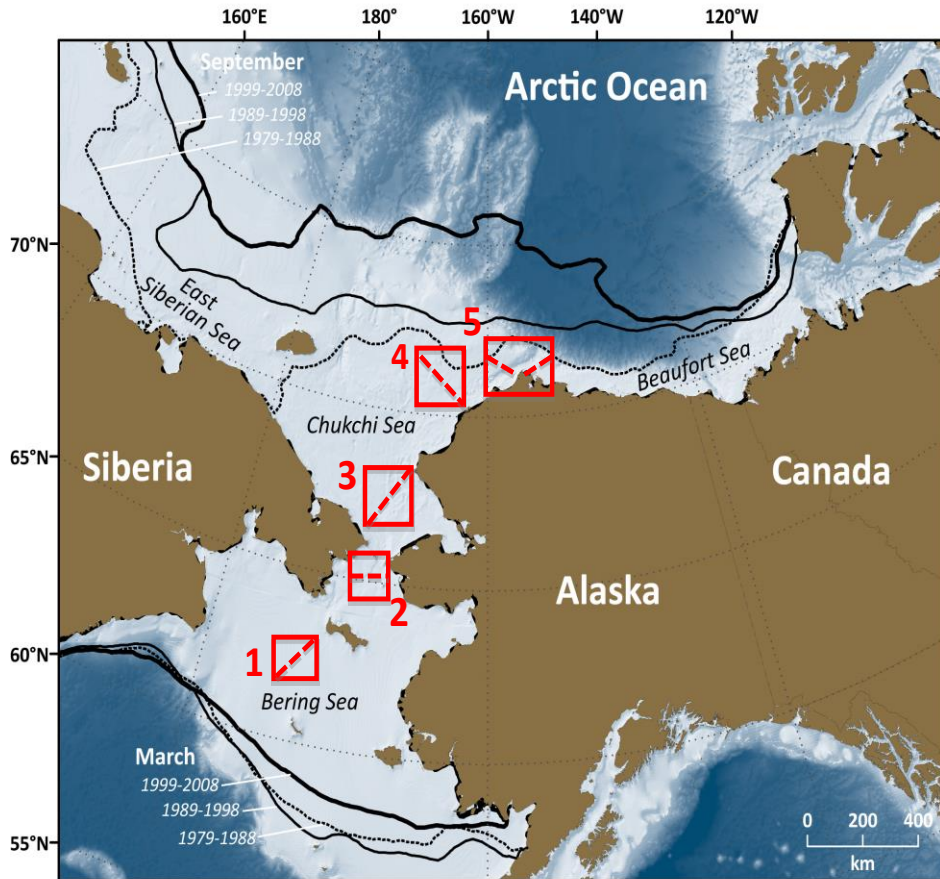 160°E 180° 160°W 140°W 120°W
September
1999-2008
1989-1998
1979-1988
Arctic Ocean
70°N
East
Siberian Sea
5
4
Beaufort Sea
Chukchi Sea
65°N
Siberia
3
Canada
Alaska
2
60°N
1
Bering Sea
March
1999-2008
1989-1998
1979-1988
0 200 400
km
55°N